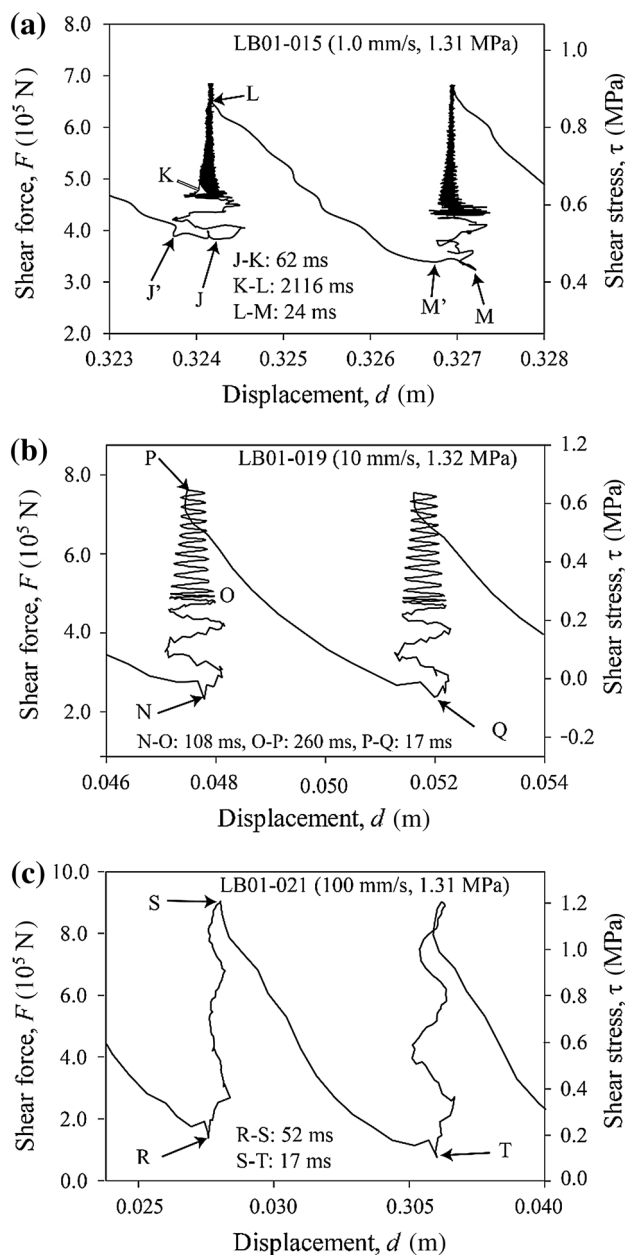 (a)
LB01-015 (1.0 mm/s, 1.31 MPa)
8.0
7.0
6.0
5.0
4.0
3.0
2.0
Shear force, F (10⁵ N)
1.0
0.8
0.6
0.4
Shear stress, τ (MPa)
L
K
J’
J
M’
M
J-K: 62 ms
K-L: 2116 ms
L-M: 24 ms
0.323 0.324 0.325 0.326 0.327 0.328
Displacement, d (m)
(b)
P
LB01-019 (10 mm/s, 1.32 MPa)
8.0
6.0
4.0
2.0
Shear force, F (10⁵ N)
1.2
0.6
0.4
0.2
0.0
-0.2
Shear stress, τ (MPa)
O
N
Q
N-O: 108 ms, O-P: 260 ms, P-Q: 17 ms
0.046 0.048 0.050 0.052 0.054
Displacement, d (m)
(c)
LB01-021 (100 mm/s, 1.31 MPa)
S
10.0
8.0
6.0
4.0
2.0
0.0
Shear force, F (10⁵ N)
1.2
1.0
0.8
0.6
0.4
0.2
0.0
Shear stress, τ (MPa)
R
T
R-S: 52 ms
S-T: 17 ms
0.025 0.030 0.305 0.040
Displacement, d (m)